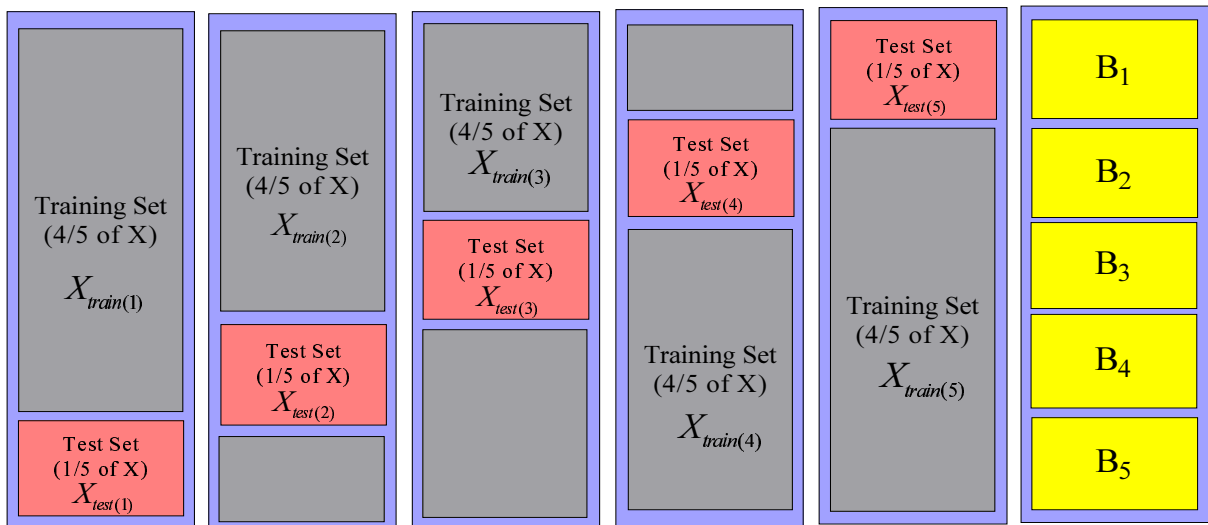 Training Set
(4/5 of X)
X_train(1)
Test Set
(1/5 of X)
X_test(1)
Training Set
(4/5 of X)
X_train(2)
Test Set
(1/5 of X)
X_test(2)
Training Set
(4/5 of X)
X_train(3)
Test Set
(1/5 of X)
X_test(3)
Test Set
(1/5 of X)
X_test(4)
Training Set
(4/5 of X)
X_train(4)
Test Set
(1/5 of X)
X_test(5)
Training Set
(4/5 of X)
X_train(5)
B1
B2
B3
B4
B5